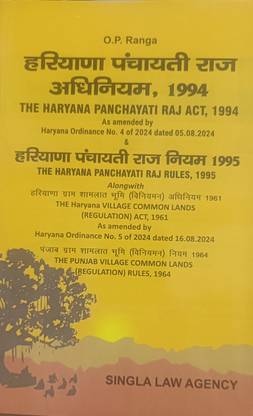 O.P. Ranga
हरियाणा पंचायती राज
अधिनियम, 1994
THE HARYANA PANCHAYATI RAJ ACT, 1994
As amended by
Haryana Ordinance No. 4 of 2024 dated 05.08.2024
&
हरियाणा पंचायती राज नियम 1995
THE HARYANA PANCHAYATI RAJ RULES, 1995
Alongwith
हरियाणा ग्राम शामलात भूमि (विनियमन) अधिनियम 1961
THE Haryana VILLAGE COMMON LANDS
(REGULATION) ACT, 1961
As amended by
Haryana Ordinance No. 5 of 2024 dated 16.08.2024
पंजाब ग्राम शामलात भूमि (विनियमन) नियम 1964
THE PUNJAB VILLAGE COMMON LANDS
(REGULATION) RULES, 1964
SINGLA LAW AGENCY